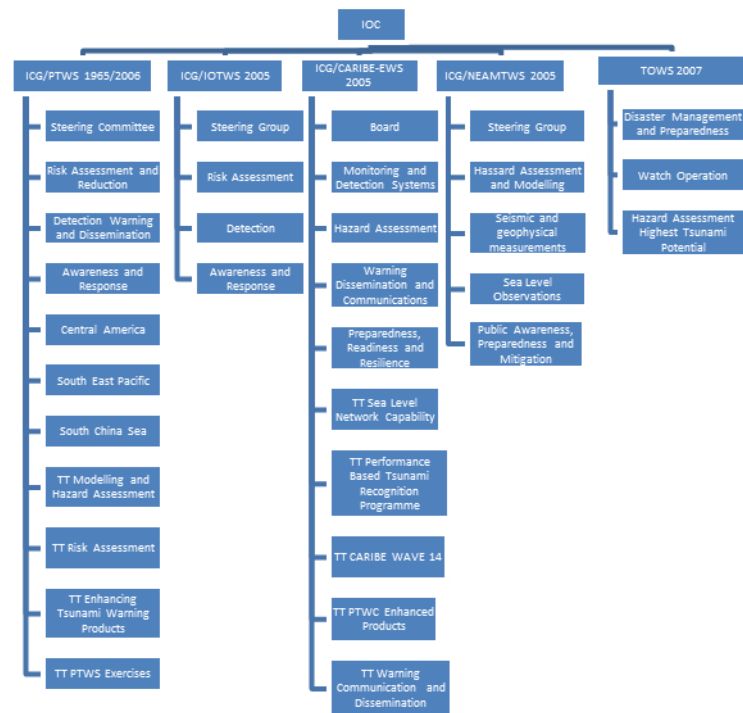 IOC
ICG/PTWS 1965/2006
Steering Committee
Risk Assessment and
Reduction
Detection Warning
and Dissemination
Awareness and
Response
Central America
South East Pacific
South China Sea
TT Modelling and
Hazard Assessment
TT Risk Assessment
TT Enhancing
Tsunami Warning
Products
TT PTWS Exercises
ICG/IOTWS 2005
Steering Group
Risk Assessment
Detection
Awareness and
Response
ICG/CARIBE-EWS
2005
Board
Monitoring and
Detection Systems
Hazard Assessment
Warning
Dissemination and
Communications
Preparedness,
Readiness and
Resilience
TT Sea Level
Network Capability
TT Performance
Based Tsunami
Recognition
Programme
TT CARIBE WAVE 14
TT PTWC Enhanced
Products
TT Warning
Communication and
Dissemination
ICG/NEAMTWS 2005
Steering Group
Hassard Assessment
and Modelling
Seismic and
geophysical
measurements
Sea Level
Observations
Public Awareness,
Preparedness and
Mitigation
TOWS 2007
Disaster Management
and Preparedness
Watch Operation
Hazard Assessment
Highest Tsunami
Potential